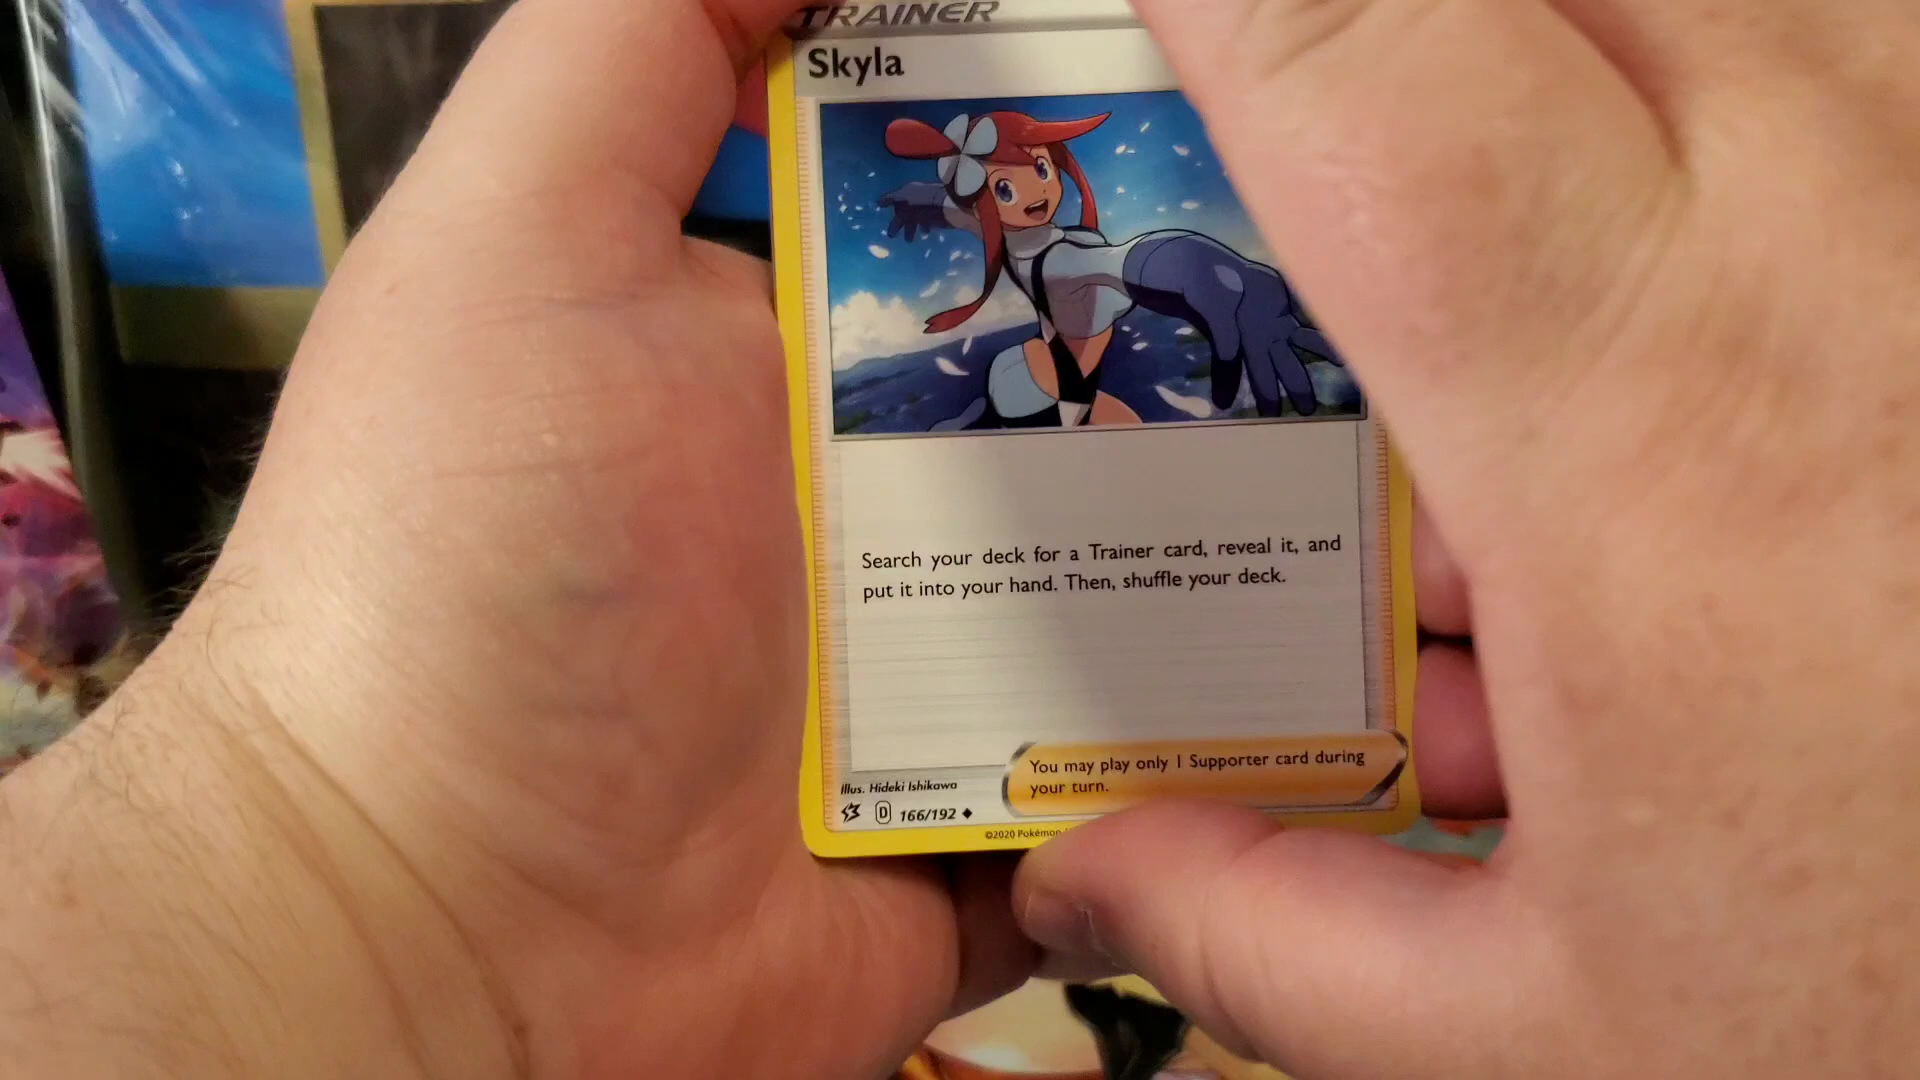 TRAINER
Skyla
Search your deck for a Trainer card, reveal it, and
put it into your hand. Then, shuffle your deck.
You may play only 1 Supporter card during
your turn.
Illus. Hideki Ishikawa
D 166/192
©2020 Pokémon